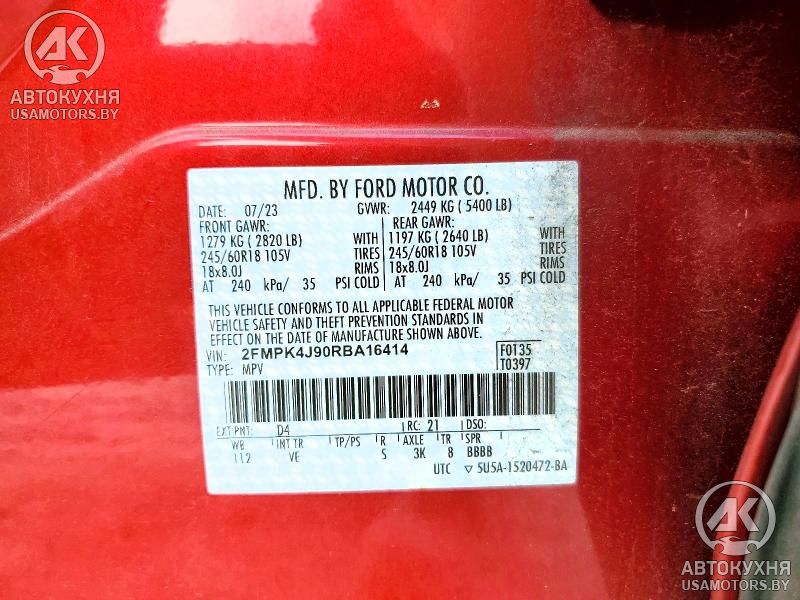 AK
АВТОКУХНЯ
USAMOTORS.BY
MFD. BY FORD MOTOR CO.
DATE: 07/23 GVWR: 2449 KG ( 5400 LB)
FRONT GAWR: REAR GAWR:
1279 KG ( 2820 LB) WITH 1197 KG ( 2640 LB) WITH
245/60R18 105V TIRES 245/60R18 105V TIRES
18x8.0J RIMS 18x8.0J RIMS
AT 240 kPa/ 35 PSI COLD AT 240 kPa/ 35 PSI COLD
THIS VEHICLE CONFORMS TO ALL APPLICABLE FEDERAL MOTOR
VEHICLE SAFETY AND THEFT PREVENTION STANDARDS IN
EFFECT ON THE DATE OF MANUFACTURE SHOWN ABOVE.
VIN: 2FMPK4J90RBA16414 F0135
TYPE: MPV T0397
EXT PNT: D4 RC: 21 DSO:
WB INT TR TP/PS R AXLE TR SPR
112 VE S 3K 8 BBBB
UTC ▽ 5U5A-1520472-BA
AK
АВТОКУХНЯ
USAMOTORS.BY